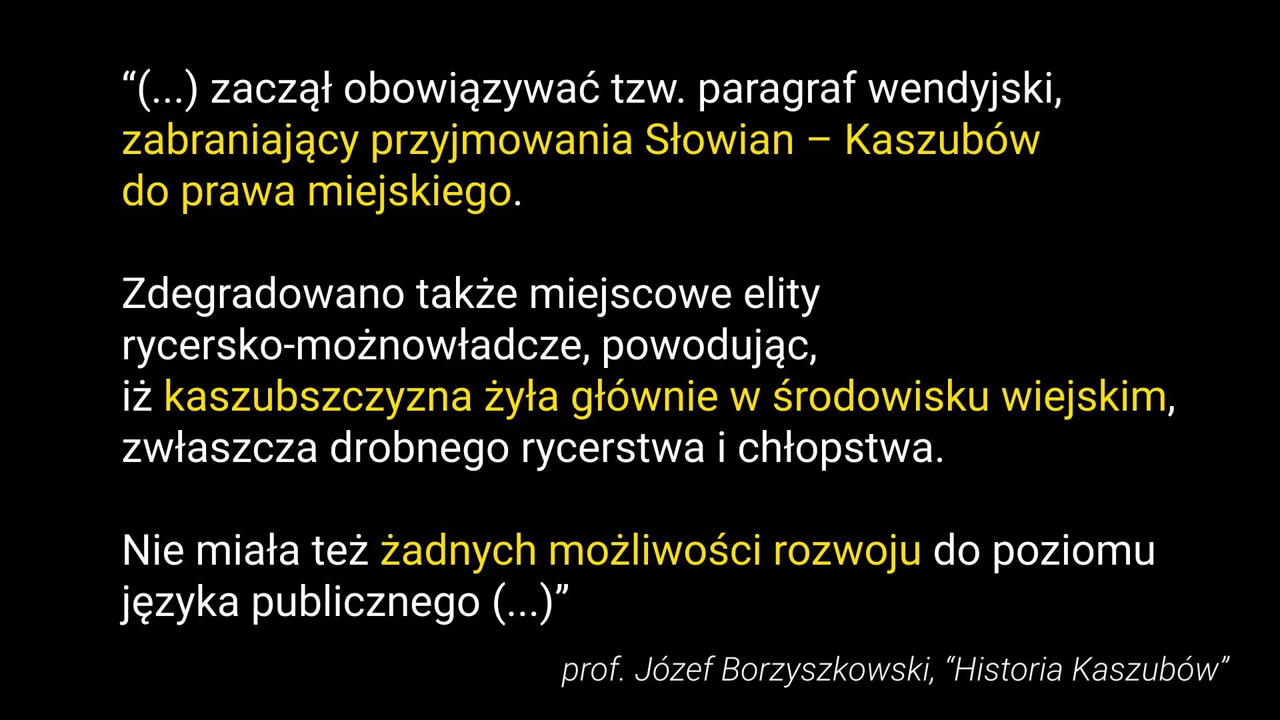 “(...) zaczął obowiązywać tzw. paragraf wendyjski,
zabraniający przyjmowania Słowian – Kaszubów
do prawa miejskiego.
Zdegradowano także miejscowe elity
rycersko-możnowładcze, powodując,
iż kaszubszczyzna żyła głównie w środowisku wiejskim,
zwłaszcza drobnego rycerstwa i chłopstwa.
Nie miała też żadnych możliwości rozwoju do poziomu
języka publicznego (...)”
prof. Józef Borzyszkowski, “Historia Kaszubów”